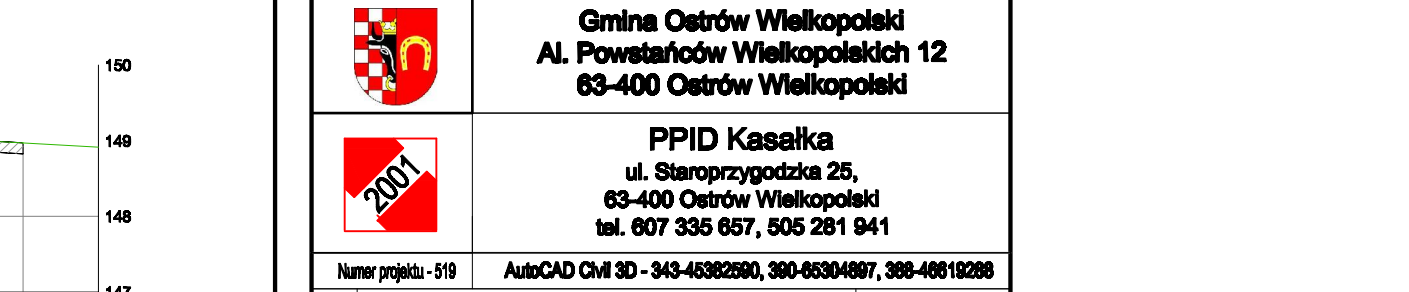 150
149
148
147
Gmina Ostrów Wielkopolski
Al. Powstańców Wielkopolskich 12
63-400 Ostrów Wielkopolski
2001
PPID Kasałka
ul. Staroprzygodzka 25,
63-400 Ostrów Wielkopolski
tel. 607 335 657, 505 281 941
Numer projektu - 519
AutoCAD Civil 3D - 343-45382590, 390-65304897, 388-46619268